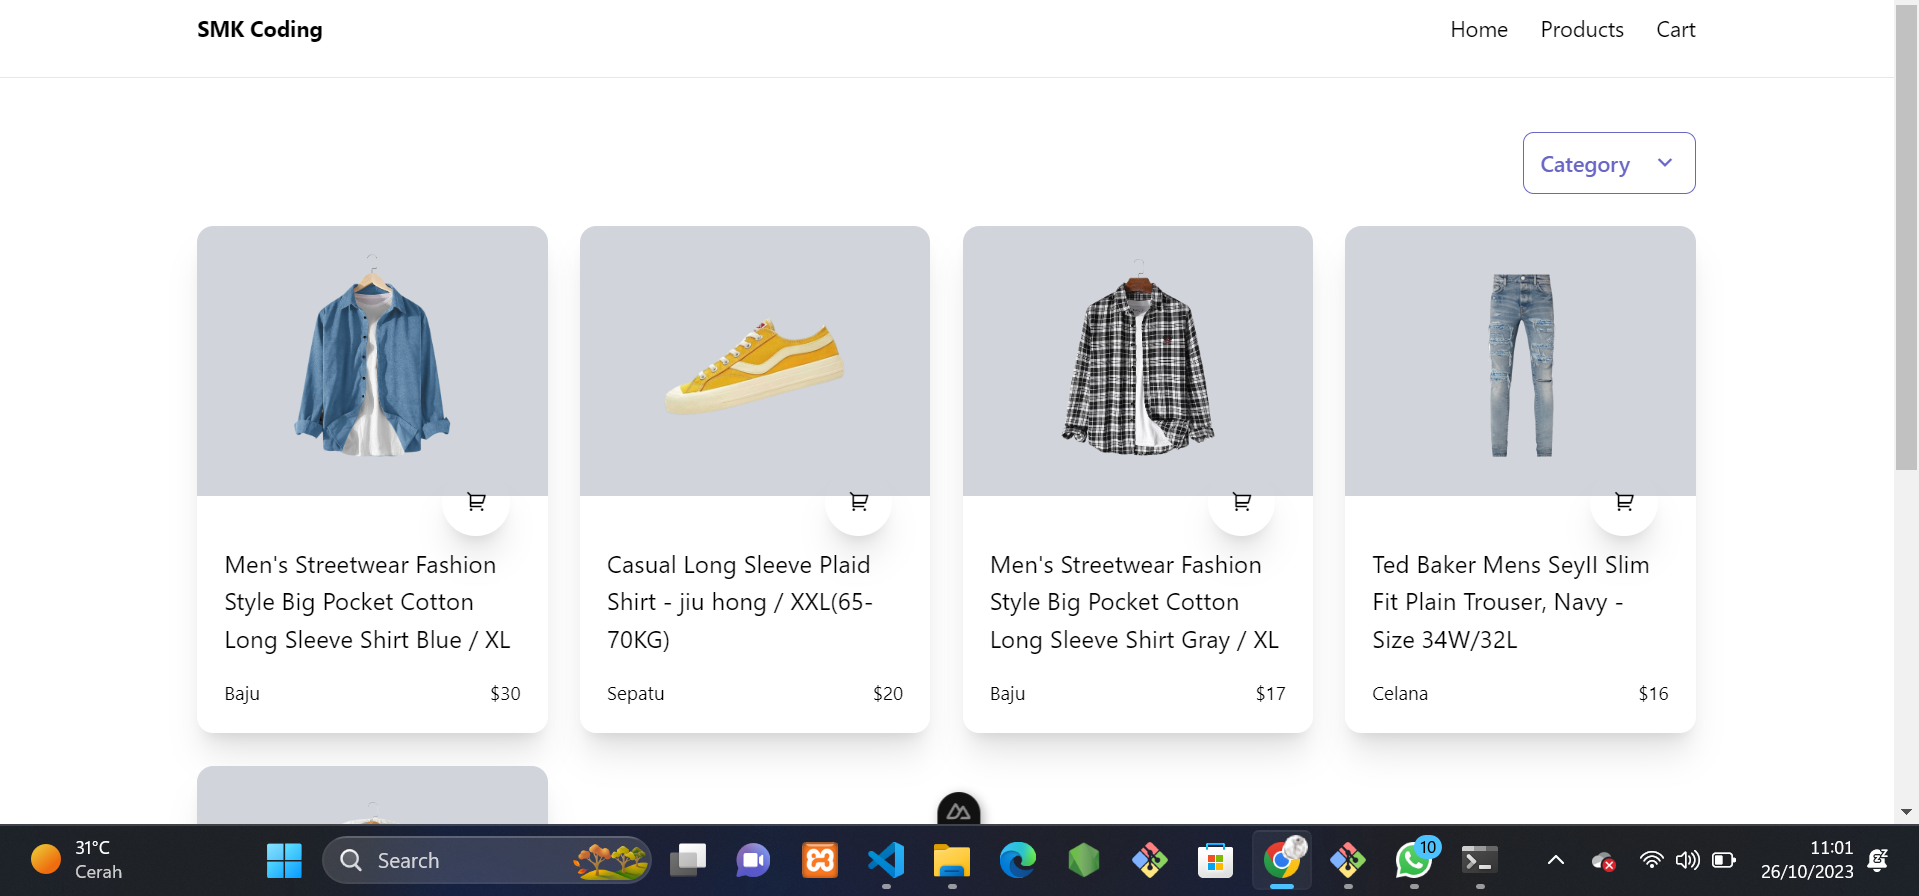 SMK Coding
Home Products Cart
Category
Men's Streetwear Fashion
Style Big Pocket Cotton
Long Sleeve Shirt Blue / XL
Baju $30
Casual Long Sleeve Plaid
Shirt - jiu hong / XXL(65-
70KG)
Sepatu $20
Men's Streetwear Fashion
Style Big Pocket Cotton
Long Sleeve Shirt Gray / XL
Baju $17
Ted Baker Mens SeyII Slim
Fit Plain Trouser, Navy -
Size 34W/32L
Celana $16
31°C
Cerah
Search
10
11:01
26/10/2023